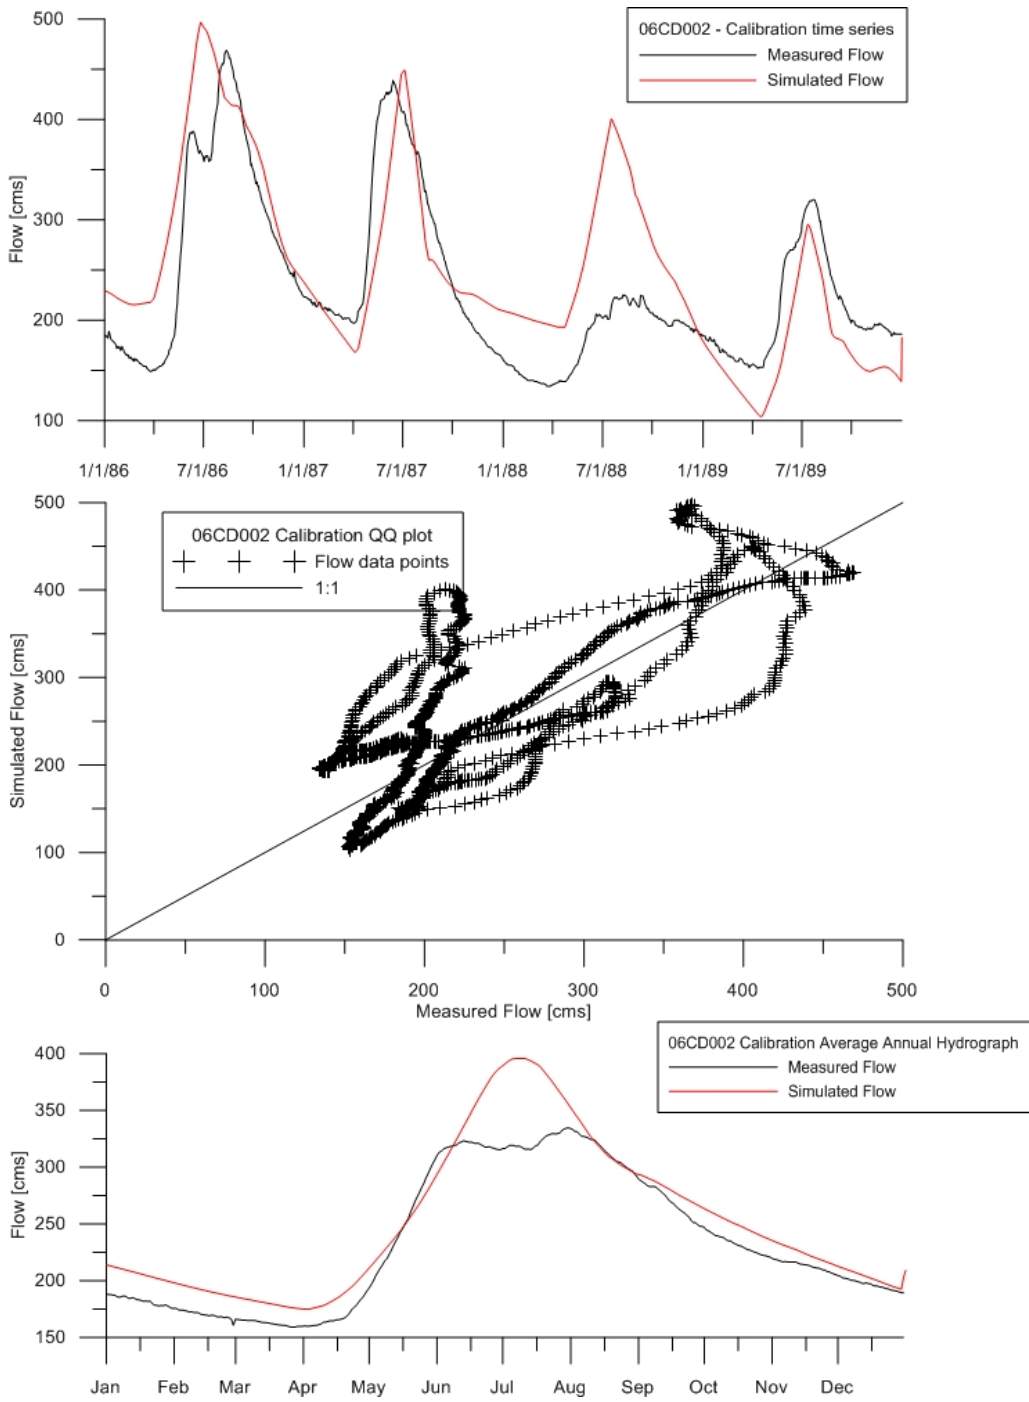 500
400
300
200
100
Flow [cms]
06CD002 - Calibration time series
Measured Flow
Simulated Flow
1/1/86 7/1/86 1/1/87 7/1/87 1/1/88 7/1/88 1/1/89 7/1/89
500
400
300
200
100
0
Simulated Flow [cms]
06CD002 Calibration QQ plot
Flow data points
1:1
0 100 200 300 400 500
Measured Flow [cms]
06CD002 Calibration Average Annual Hydrograph
Measured Flow
Simulated Flow
400
350
300
250
200
150
Flow [cms]
Jan Feb Mar Apr May Jun Jul Aug Sep Oct Nov Dec